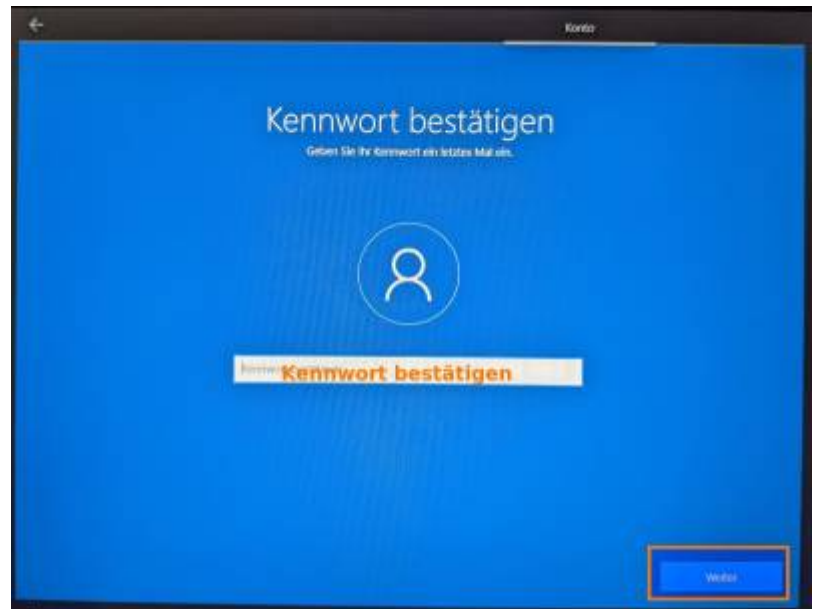 Konto
Kennwort bestätigen
Geben Sie Ihr Kennwort ein letztes Mal ein.
Kennwort bestätigen
Weiter